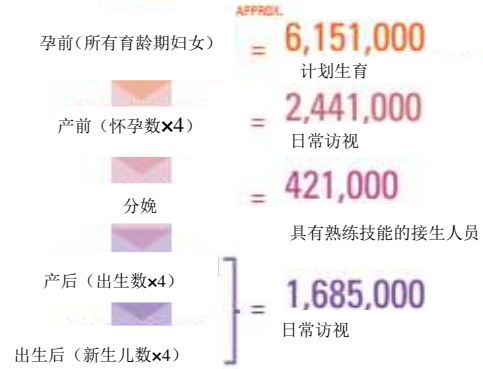 APPROX.
孕前（所有育龄期妇女） = 6,151,000
计划生育
产前（怀孕数×4） = 2,441,000
日常访视
分娩 = 421,000
具有熟练技能的接生人员
产后（出生数×4）
= 1,685,000
日常访视
出生后（新生儿数×4）